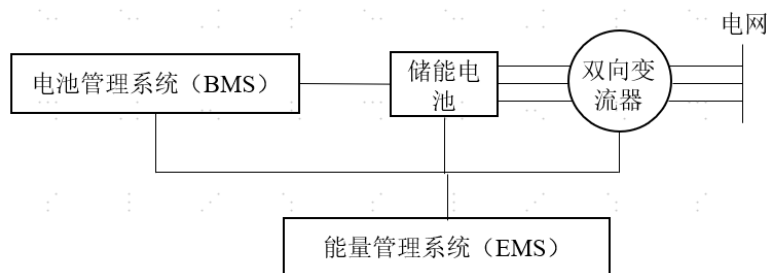 电网
电池管理系统（BMS）
储能电
池
双向变
流器
能量管理系统（EMS）